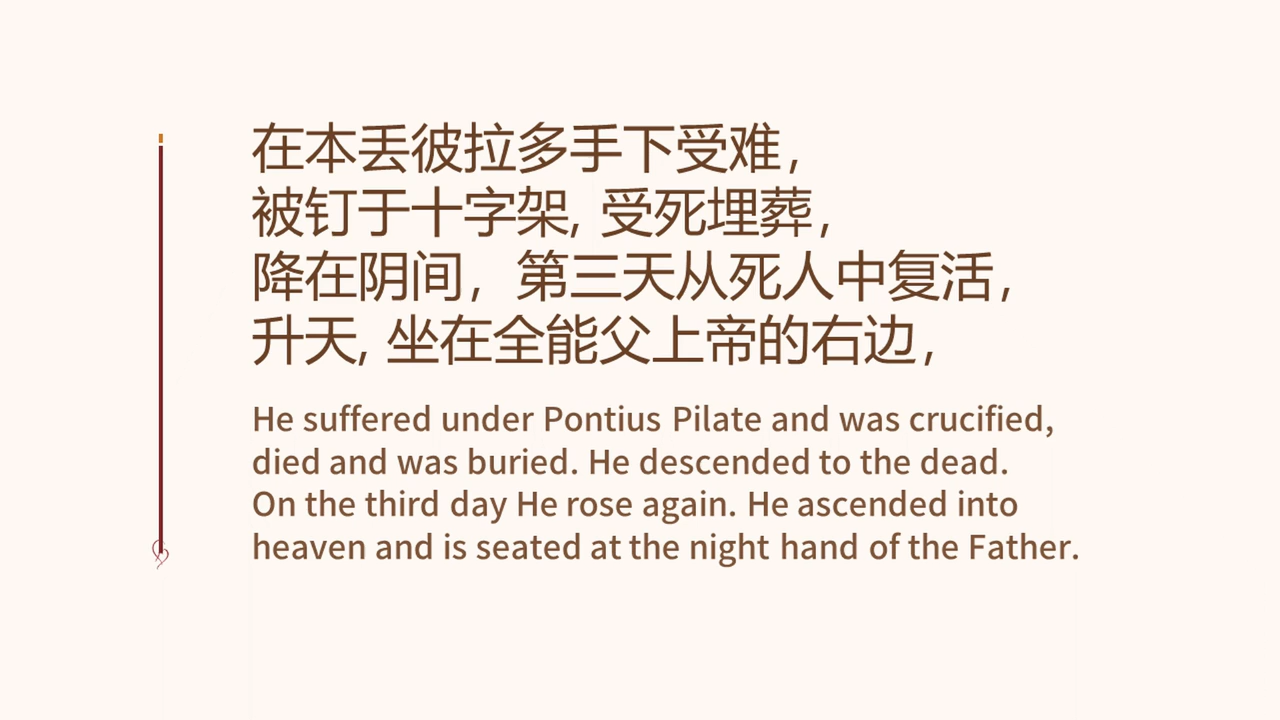 在本丢彼拉多手下受难，
被钉于十字架, 受死埋葬，
降在阴间，第三天从死人中复活，
升天, 坐在全能父上帝的右边，
He suffered under Pontius Pilate and was crucified,
died and was buried. He descended to the dead.
On the third day He rose again. He ascended into
heaven and is seated at the night hand of the Father.